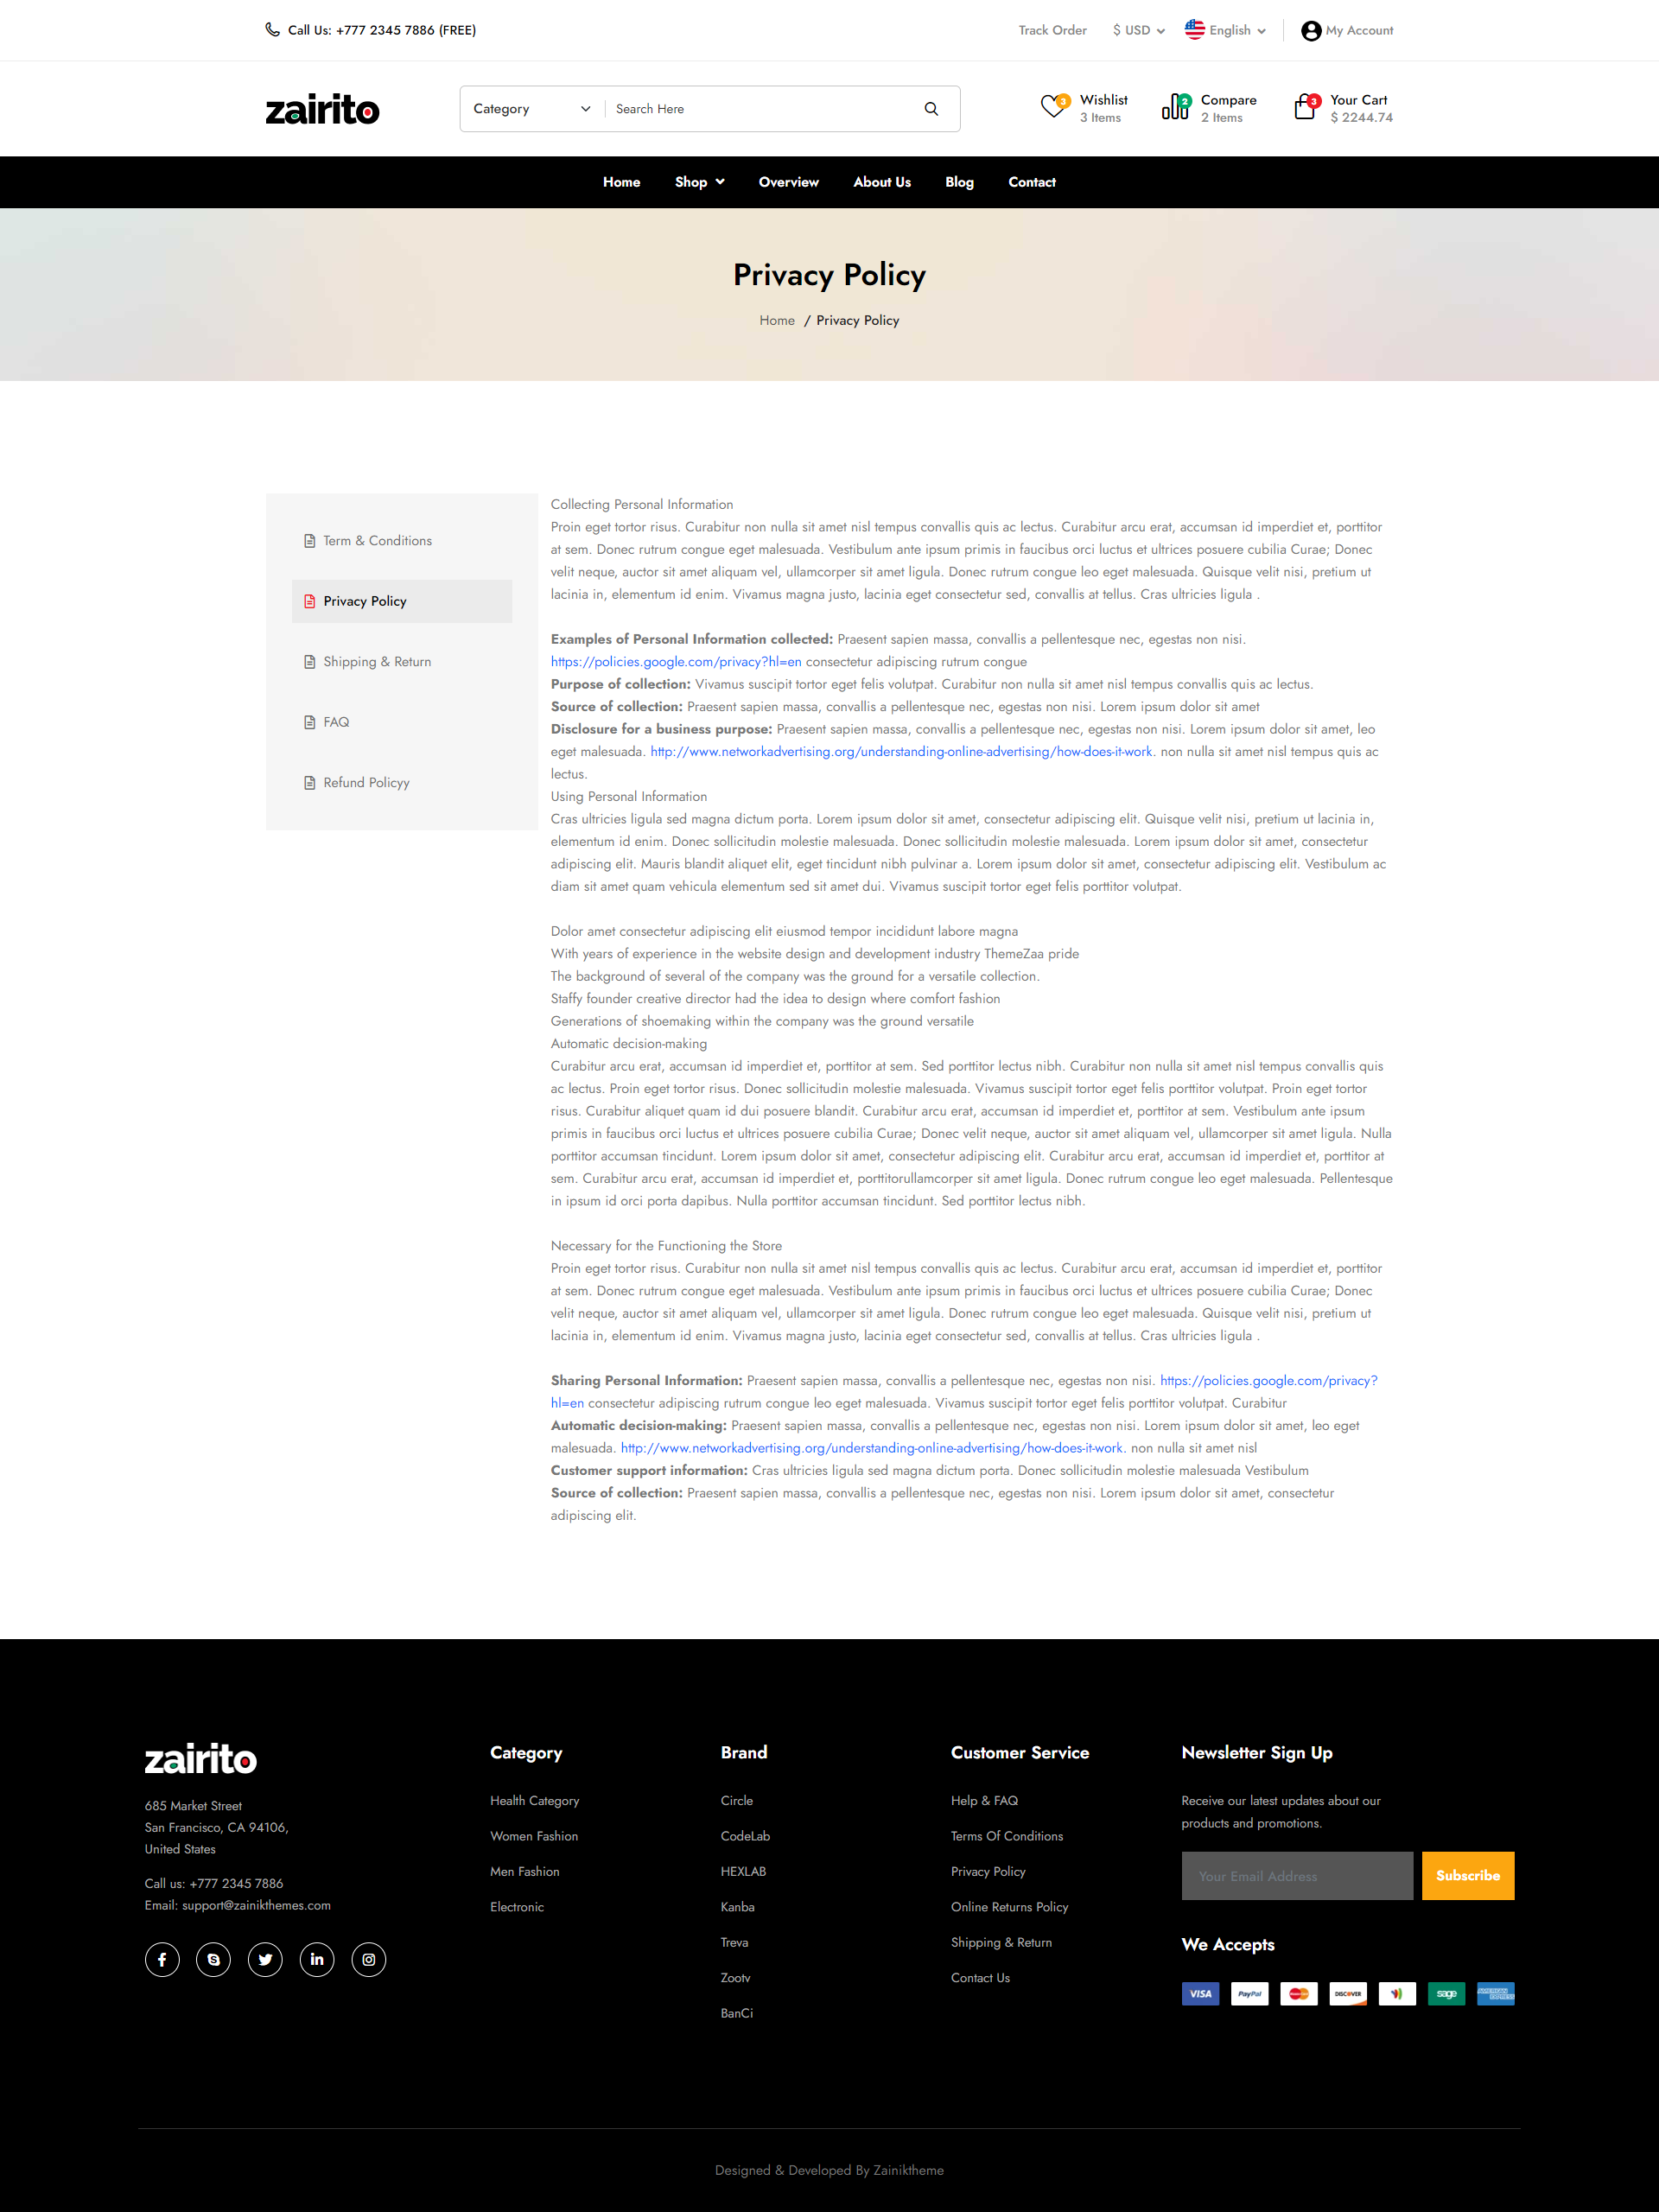 Call Us: +777 2345 7886 (FREE)
Track Order
$ USD
English
My Account
zairito
Category
Search Here
3
Wishlist
3 Items
2
Compare
2 Items
3
Your Cart
$ 2244.74
Home
Shop
Overview
About Us
Blog
Contact
Privacy Policy
Home / Privacy Policy
Term & Conditions
Privacy Policy
Shipping & Return
FAQ
Refund Policyy
Collecting Personal Information
Proin eget tortor risus. Curabitur non nulla sit amet nisl tempus convallis quis ac lectus. Curabitur arcu erat, accumsan id imperdiet et, porttitor
at sem. Donec rutrum congue eget malesuada. Vestibulum ante ipsum primis in faucibus orci luctus et ultrices posuere cubilia Curae; Donec
velit neque, auctor sit amet aliquam vel, ullamcorper sit amet ligula. Donec rutrum congue leo eget malesuada. Quisque velit nisi, pretium ut
lacinia in, elementum id enim. Vivamus magna justo, lacinia eget consectetur sed, convallis at tellus. Cras ultricies ligula .
Examples of Personal Information collected: Praesent sapien massa, convallis a pellentesque nec, egestas non nisi.
https://policies.google.com/privacy?hl=en consectetur adipiscing rutrum congue
Purpose of collection: Vivamus suscipit tortor eget felis volutpat. Curabitur non nulla sit amet nisl tempus convallis quis ac lectus.
Source of collection: Praesent sapien massa, convallis a pellentesque nec, egestas non nisi. Lorem ipsum dolor sit amet
Disclosure for a business purpose: Praesent sapien massa, convallis a pellentesque nec, egestas non nisi. Lorem ipsum dolor sit amet, leo
eget malesuada. http://www.networkadvertising.org/understanding-online-advertising/how-does-it-work. non nulla sit amet nisl tempus quis ac
lectus.
Using Personal Information
Cras ultricies ligula sed magna dictum porta. Lorem ipsum dolor sit amet, consectetur adipiscing elit. Quisque velit nisi, pretium ut lacinia in,
elementum id enim. Donec sollicitudin molestie malesuada. Donec sollicitudin molestie malesuada. Lorem ipsum dolor sit amet, consectetur
adipiscing elit. Mauris blandit aliquet elit, eget tincidunt nibh pulvinar a. Lorem ipsum dolor sit amet, consectetur adipiscing elit. Vestibulum ac
diam sit amet quam vehicula elementum sed sit amet dui. Vivamus suscipit tortor eget felis porttitor volutpat.
Dolor amet consectetur adipiscing elit eiusmod tempor incididunt labore magna
With years of experience in the website design and development industry ThemeZaa pride
The background of several of the company was the ground for a versatile collection.
Staffy founder creative director had the idea to design where comfort fashion
Generations of shoemaking within the company was the ground versatile
Automatic decision-making
Curabitur arcu erat, accumsan id imperdiet et, porttitor at sem. Sed porttitor lectus nibh. Curabitur non nulla sit amet nisl tempus convallis quis
ac lectus. Proin eget tortor risus. Donec sollicitudin molestie malesuada. Vivamus suscipit tortor eget felis porttitor volutpat. Proin eget tortor
risus. Curabitur aliquet quam id dui posuere blandit. Curabitur arcu erat, accumsan id imperdiet et, porttitor at sem. Vestibulum ante ipsum
primis in faucibus orci luctus et ultrices posuere cubilia Curae; Donec velit neque, auctor sit amet aliquam vel, ullamcorper sit amet ligula. Nulla
porttitor accumsan tincidunt. Lorem ipsum dolor sit amet, consectetur adipiscing elit. Curabitur arcu erat, accumsan id imperdiet et, porttitor at
sem. Curabitur arcu erat, accumsan id imperdiet et, porttitorullamcorper sit amet ligula. Donec rutrum congue leo eget malesuada. Pellentesque
in ipsum id orci porta dapibus. Nulla porttitor accumsan tincidunt. Sed porttitor lectus nibh.
Necessary for the Functioning the Store
Proin eget tortor risus. Curabitur non nulla sit amet nisl tempus convallis quis ac lectus. Curabitur arcu erat, accumsan id imperdiet et, porttitor
at sem. Donec rutrum congue eget malesuada. Vestibulum ante ipsum primis in faucibus orci luctus et ultrices posuere cubilia Curae; Donec
velit neque, auctor sit amet aliquam vel, ullamcorper sit amet ligula. Donec rutrum congue leo eget malesuada. Quisque velit nisi, pretium ut
lacinia in, elementum id enim. Vivamus magna justo, lacinia eget consectetur sed, convallis at tellus. Cras ultricies ligula .
Sharing Personal Information: Praesent sapien massa, convallis a pellentesque nec, egestas non nisi. https://policies.google.com/privacy?
hl=en consectetur adipiscing rutrum congue leo eget malesuada. Vivamus suscipit tortor eget felis porttitor volutpat. Curabitur
Automatic decision-making: Praesent sapien massa, convallis a pellentesque nec, egestas non nisi. Lorem ipsum dolor sit amet, leo eget
malesuada. http://www.networkadvertising.org/understanding-online-advertising/how-does-it-work. non nulla sit amet nisl
Customer support information: Cras ultricies ligula sed magna dictum porta. Donec sollicitudin molestie malesuada Vestibulum
Source of collection: Praesent sapien massa, convallis a pellentesque nec, egestas non nisi. Lorem ipsum dolor sit amet, consectetur
adipiscing elit.
zairito
685 Market Street
San Francisco, CA 94106,
United States
Call us: +777 2345 7886
Email: support@zainikthemes.com
Category
Health Category
Women Fashion
Men Fashion
Electronic
Brand
Circle
CodeLab
HEXLAB
Kanba
Treva
Zootv
BanCi
Customer Service
Help & FAQ
Terms Of Conditions
Privacy Policy
Online Returns Policy
Shipping & Return
Contact Us
Newsletter Sign Up
Receive our latest updates about our
products and promotions.
Your Email Address
Subscribe
We Accepts
VISA
PayPal
DISCOVER
sage
AMERICAN EXPRESS
Designed & Developed By Zainiktheme